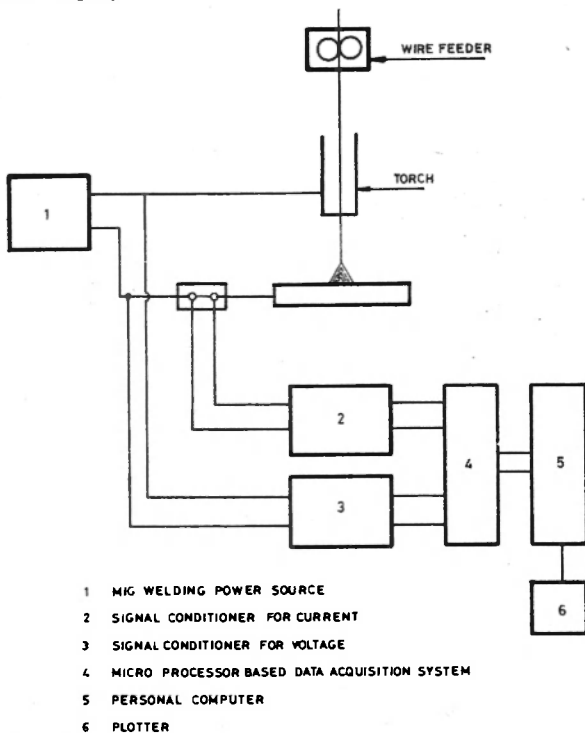 WIRE FEEDER
TORCH
1
2
3
4
5
6
1 MIG WELDING POWER SOURCE
2 SIGNAL CONDITIONER FOR CURRENT
3 SIGNAL CONDITIONER FOR VOLTAGE
4 MICRO PROCESSOR BASED DATA ACQUISITION SYSTEM
5 PERSONAL COMPUTER
6 PLOTTER